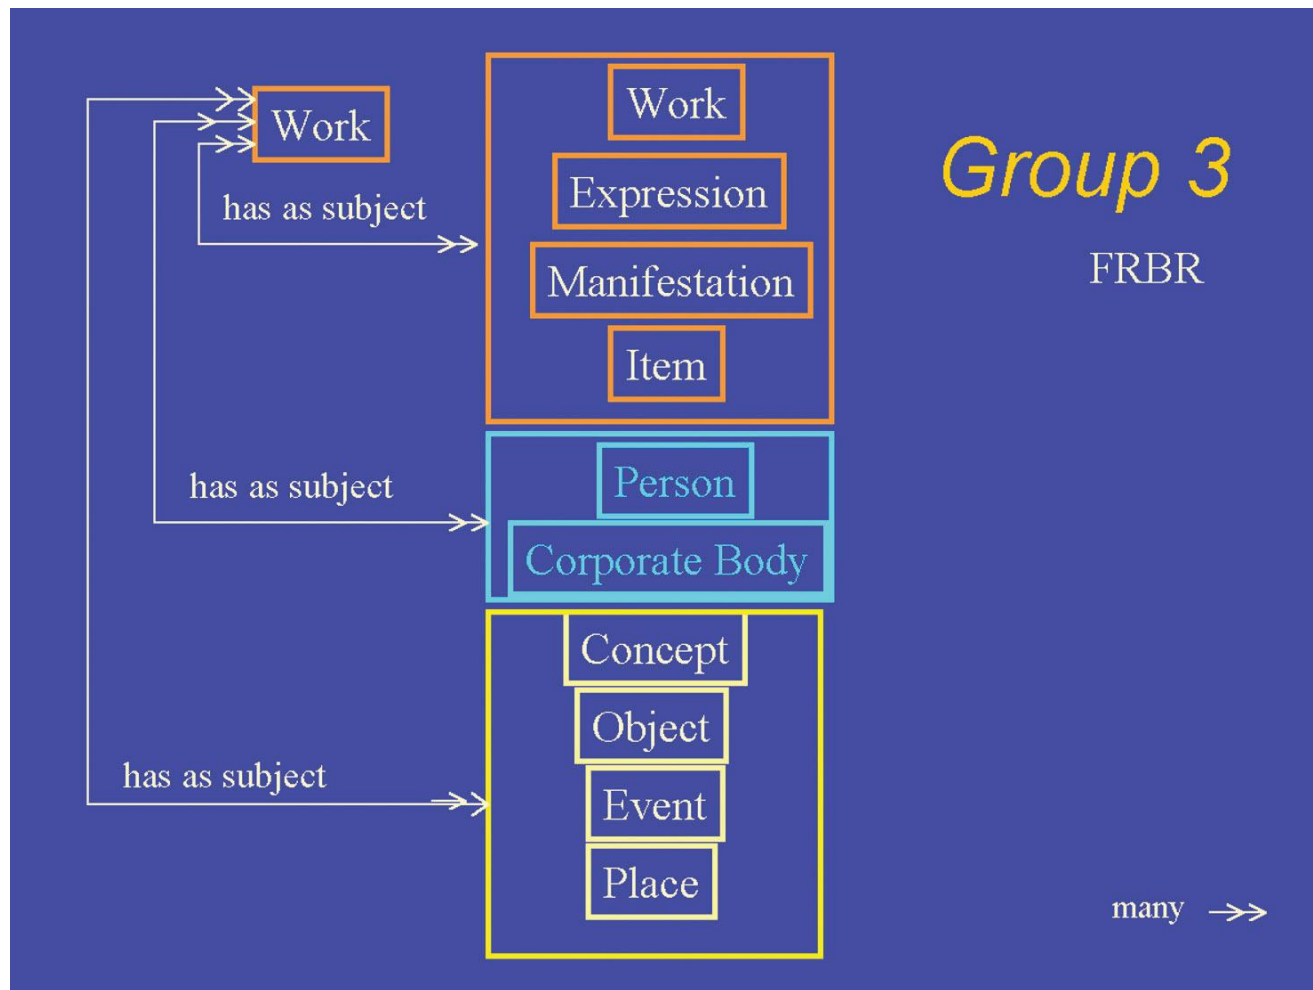 Work
has as subject
has as subject
has as subject
Work
Expression
Manifestation
Item
Person
Corporate Body
Concept
Object
Event
Place
Group 3
FRBR
many